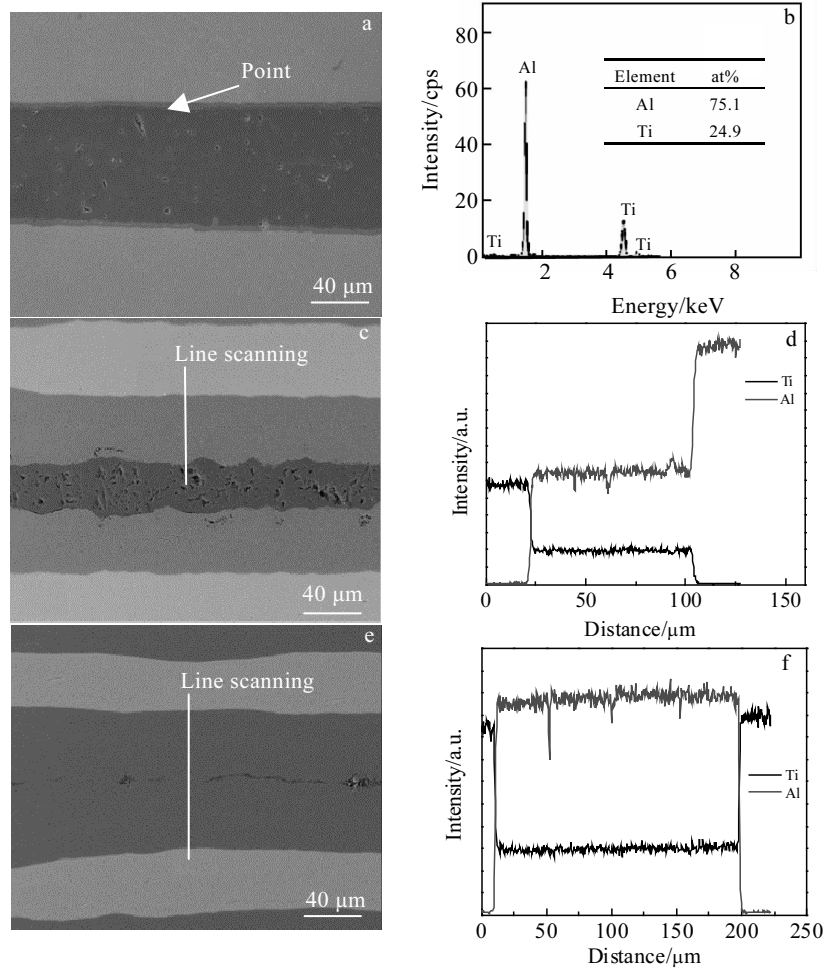 a
Point
40 μm
b
Intensity/cps
80
60
40
20
0
Al
Ti
Ti
Ti
Element at%
Al 75.1
Ti 24.9
2 4 6 8
Energy/keV
c
Line scanning
40 μm
d
Intensity/a.u.
Ti
Al
0 50 100 150
Distance/μm
e
Line scanning
40 μm
f
Intensity/a.u.
Ti
Al
0 50 100 150 200 250
Distance/μm